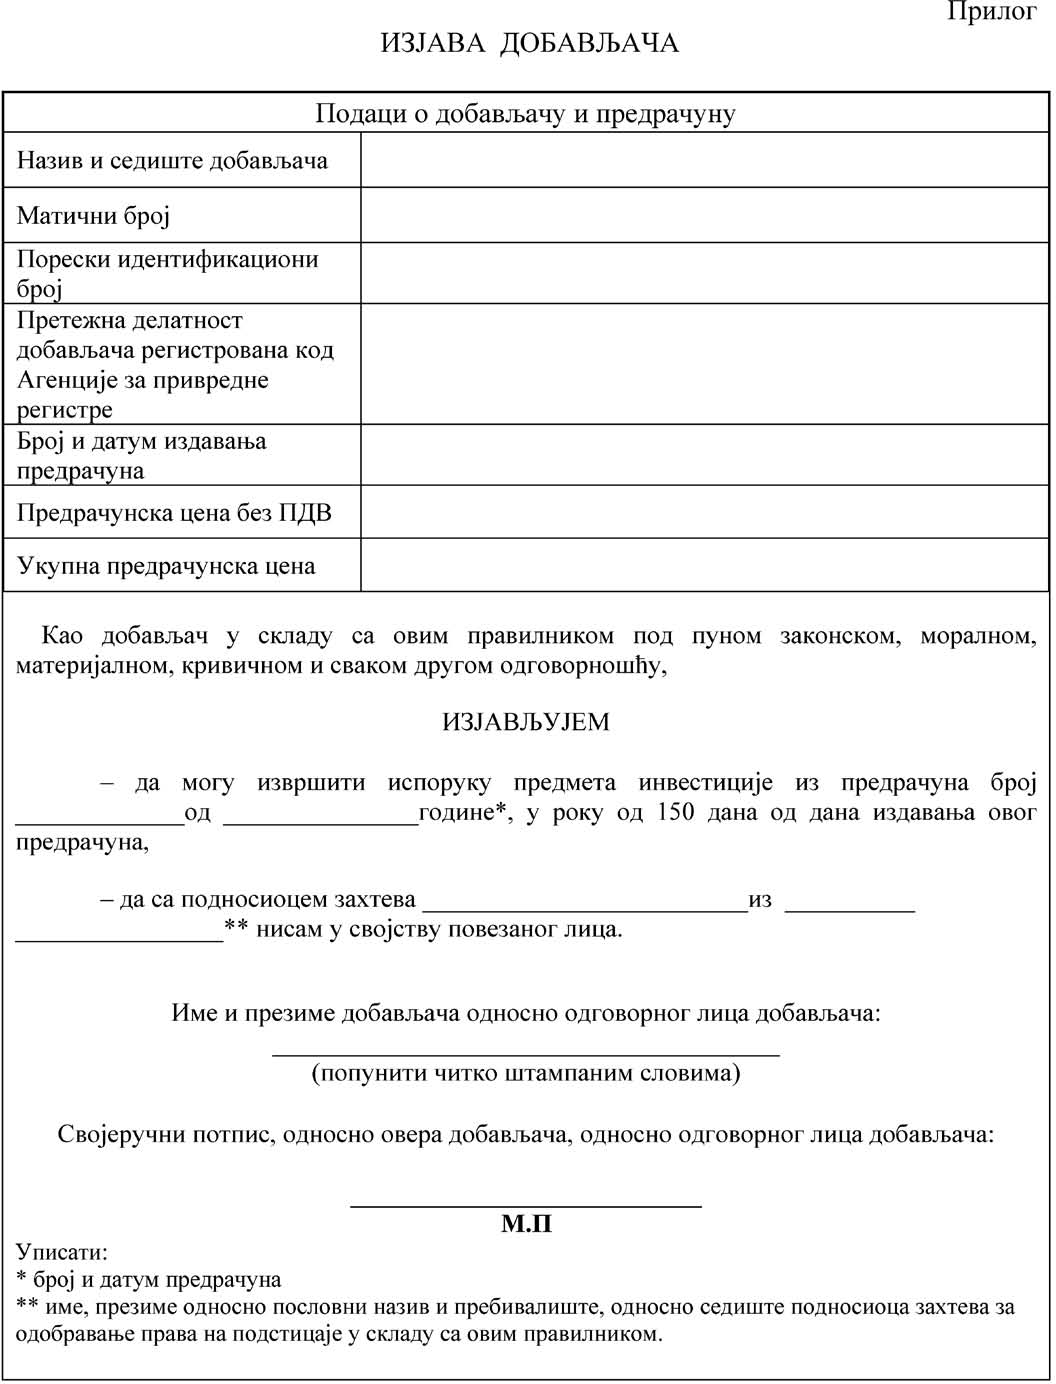 Прилог
ИЗЈАВА ДОБАВЉАЧА
Подаци о добављачу и предрачуну
Назив и седиште добављача
Матични број
Порески идентификациони
број
Претежна делатност
добављача регистрована код
Агенције за привредне
регистре
Број и датум издавања
предрачуна
Предрачунска цена без ПДВ
Укупна предрачунска цена
Као добављач у складу са овим правилником под пуном законском, моралном,
материјалном, кривичном и сваком другом одговорношћу,
ИЗЈАВЉУЈЕМ
– да могу извршити испоруку предмета инвестиције из предрачуна број
_____________од _______________године*, у року од 150 дана од дана издавања овог
предрачуна,
– да са подносиоцем захтева _________________________из __________
________________** нисам у својству повезаног лица.
Име и презиме добављача односно одговорног лица добављача:
_______________________________________
(попунити читко штампаним словима)
Својеручни потпис, односно овера добављача, односно одговорног лица добављача:
___________________________
М.П
Уписати:
* број и датум предрачуна
** име, презиме односно пословни назив и пребивалиште, односно седиште подносиоца захтева за
одобравање права на подстицаје у складу са овим правилником.